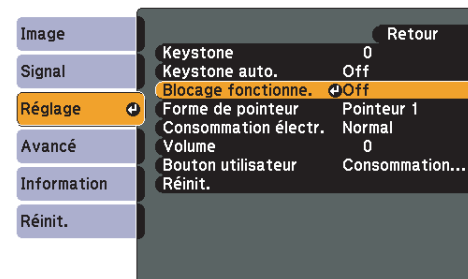 Image
Signal
Réglage
Avancé
Information
Réinit.
Retour
Keystone 0
Keystone auto. Off
Blocage fonctionne. Off
Forme de pointeur Pointeur 1
Consommation électr. Normal
Volume 0
Bouton utilisateur Consommation...
Réinit.